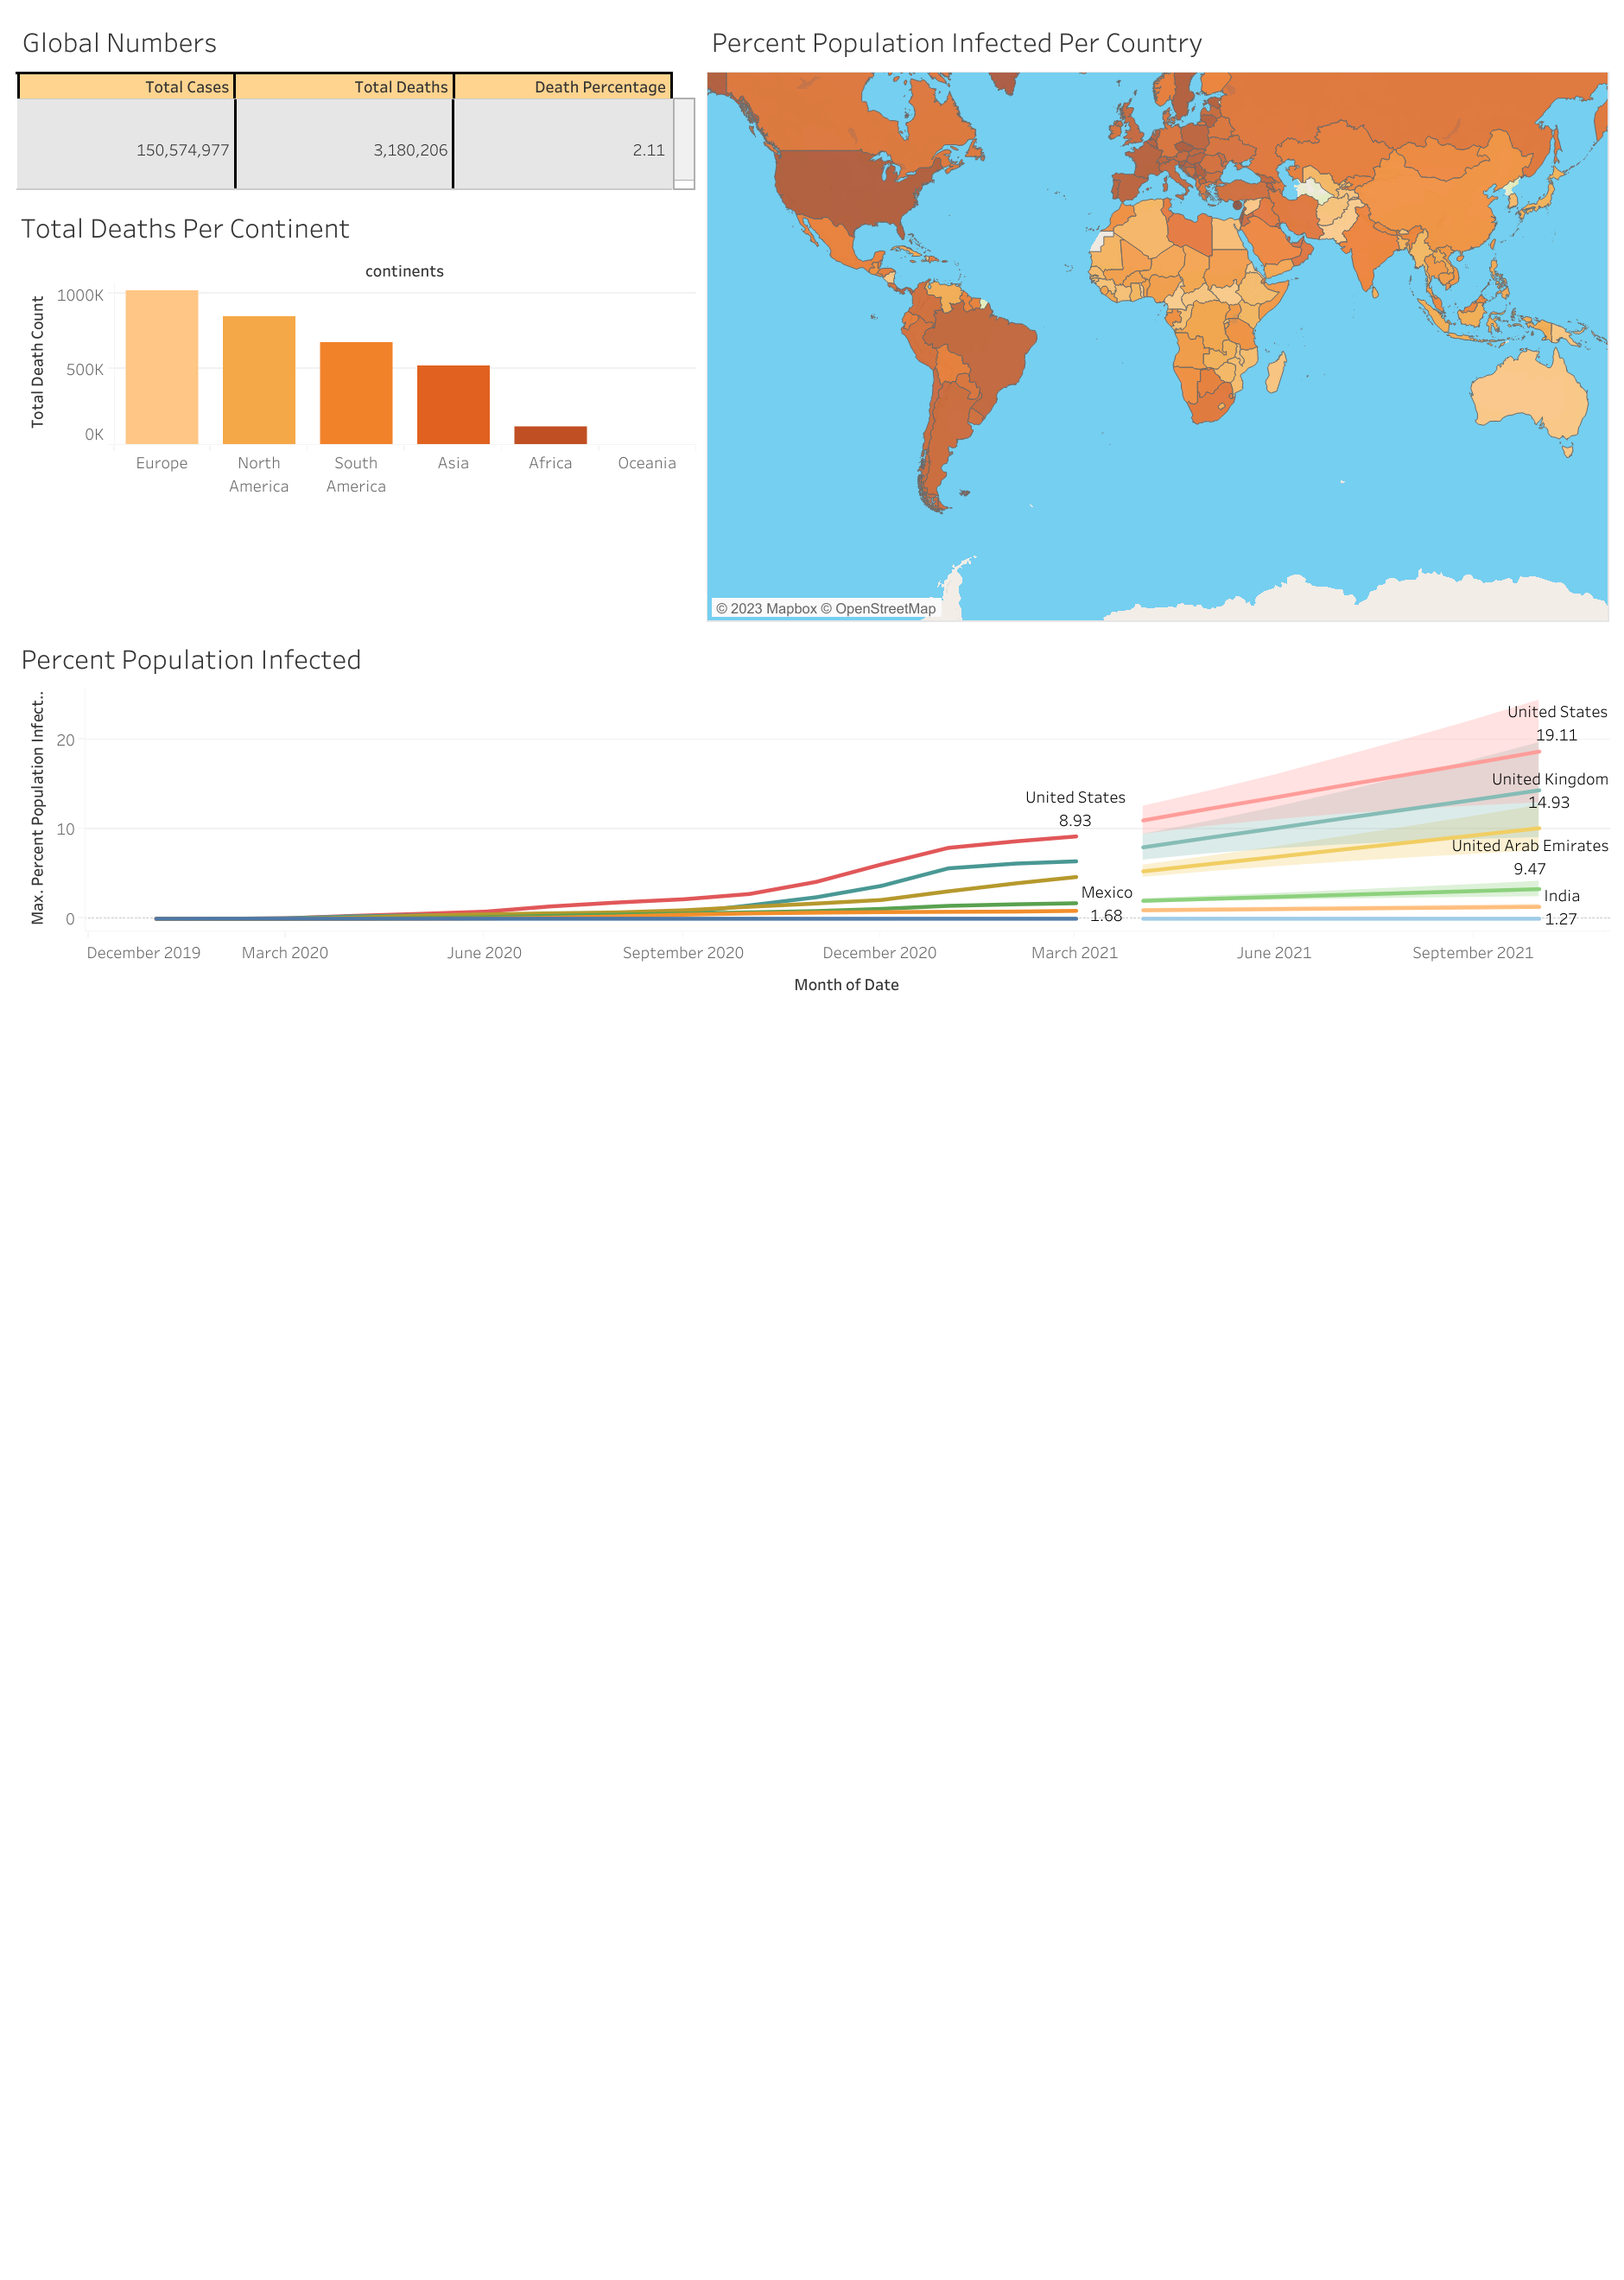 Global Numbers
Total Cases
Total Deaths
Death Percentage
150,574,977
3,180,206
2.11
Total Deaths Per Continent
continents
Total Death Count
1000K
500K
0K
Europe
North
America
South
America
Asia
Africa
Oceania
Percent Population Infected Per Country
© 2023 Mapbox © OpenStreetMap
Percent Population Infected
Max. Percent Population Infect..
20
10
0
United States
8.93
Mexico
1.68
United States
19.11
United Kingdom
14.93
United Arab Emirates
9.47
India
1.27
December 2019
March 2020
June 2020
September 2020
December 2020
March 2021
June 2021
September 2021
Month of Date